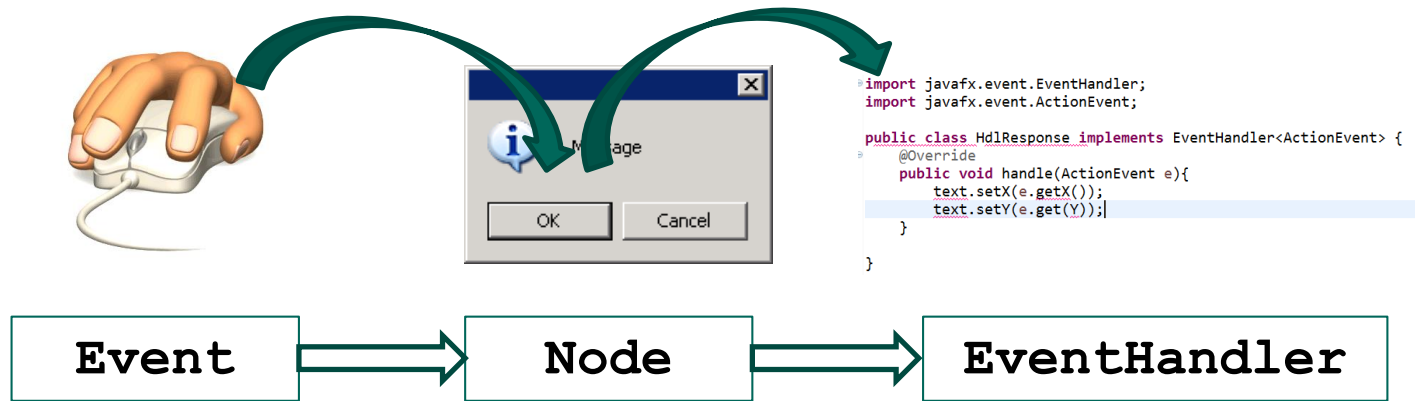 Message
OK
Cancel
import javafx.event.EventHandler;
import javafx.event.ActionEvent;
public class HdlResponse implements EventHandler<ActionEvent> {
@Override
public void handle(ActionEvent e){
text.setX(e.getX());
text.setY(e.get(Y));
}
}
Event
Node
EventHandler